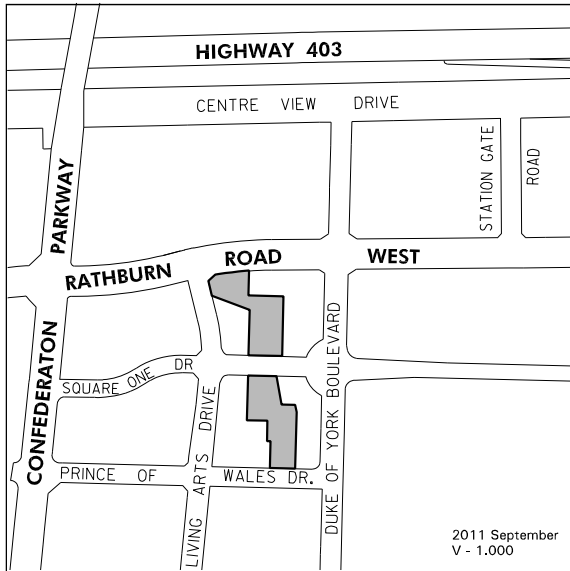 HIGHWAY 403
CENTRE VIEW DRIVE
STATION GATE
ROAD
PARKWAY
RATHBURN ROAD WEST
CONFEDERATON
SQUARE ONE DR
DUKE OF YORK BOULEVARD
LIVING ARTS DRIVE
PRINCE OF WALES DR.
2011 September
V - 1.000